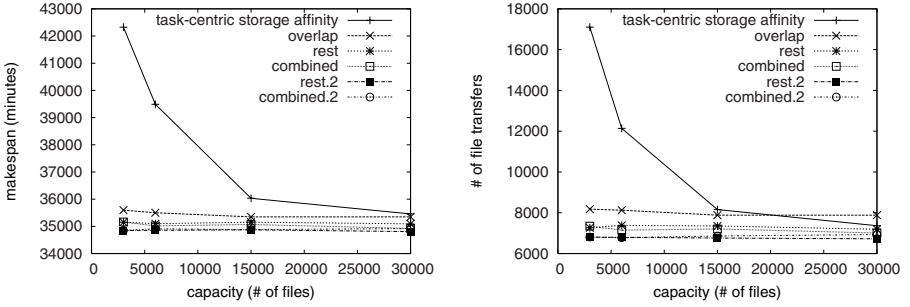 43000
42000
41000
40000
39000
38000
37000
36000
35000
34000
makespan (minutes)
task-centric storage affinity
overlap
rest
combined
rest.2
combined.2
0 5000 10000 15000 20000 25000 30000
capacity (# of files)
18000
16000
14000
12000
10000
8000
6000
# of file transfers
task-centric storage affinity
overlap
rest
combined
rest.2
combined.2
0 5000 10000 15000 20000 25000 30000
capacity (# of files)